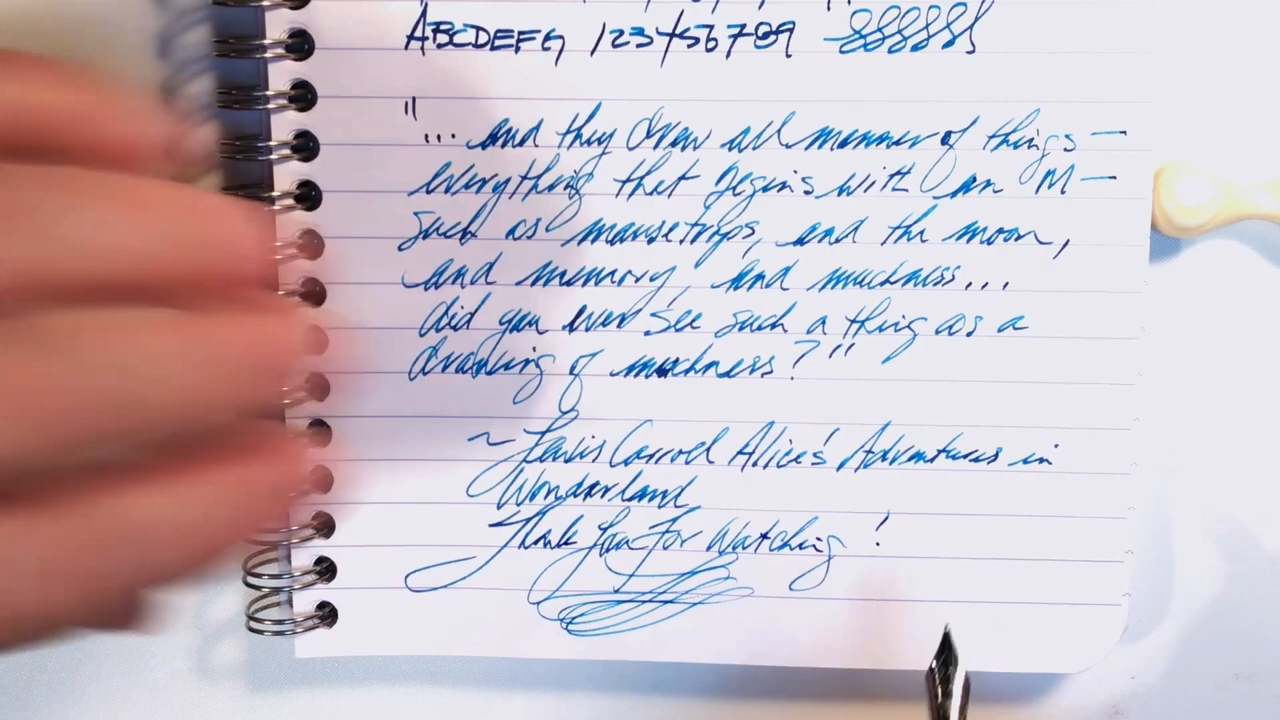 ABCDEFG 123456789
"... and they drew all manner of things —
everything that begins with an M —
such as mousetraps, and the moon,
and memory, and muchness...
did you ever see such a thing as a
drawing of muchness?"
~ Lewis Carrol Alice's Adventures in
Wonderland
Thank You For Watching!